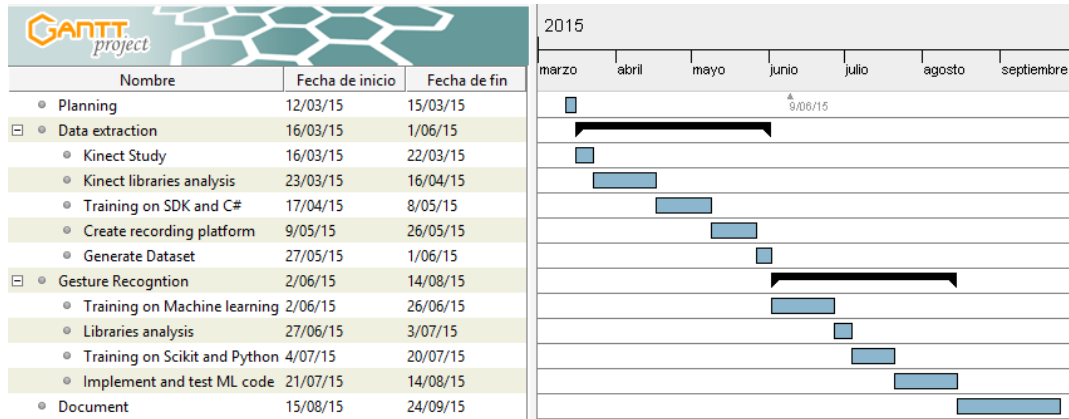 GANTT
project
2015
marzo abril mayo junio julio agosto septiembre
Nombre Fecha de inicio Fecha de fin
Planning 12/03/15 15/03/15
9/06/15
Data extraction 16/03/15 1/06/15
Kinect Study 16/03/15 22/03/15
Kinect libraries analysis 23/03/15 16/04/15
Training on SDK and C# 17/04/15 8/05/15
Create recording platform 9/05/15 26/05/15
Generate Dataset 27/05/15 1/06/15
Gesture Recogntion 2/06/15 14/08/15
Training on Machine learning 2/06/15 26/06/15
Libraries analysis 27/06/15 3/07/15
Training on Scikit and Python 4/07/15 20/07/15
Implement and test ML code 21/07/15 14/08/15
Document 15/08/15 24/09/15